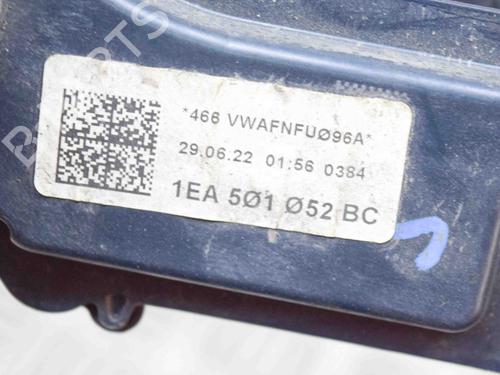 *466 VWAFNFUØ96A*
29.06.22 01:56 0384
1EA 5Ø1 Ø52 BC